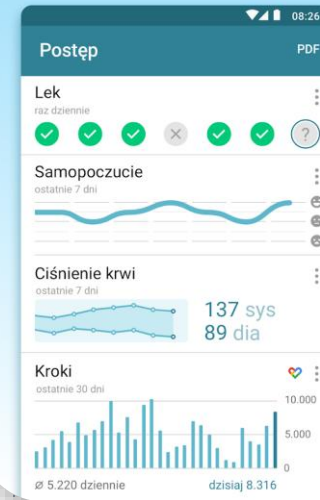 08:26
Postęp PDF
Lek
raz dziennie
?
Samopoczucie
ostatnie 7 dni
Ciśnienie krwi
ostatnie 7 dni
137 sys
89 dia
Kroki
ostatnie 30 dni
10.000
5.000
0
ø 5.220 dziennie dzisiaj 8.316